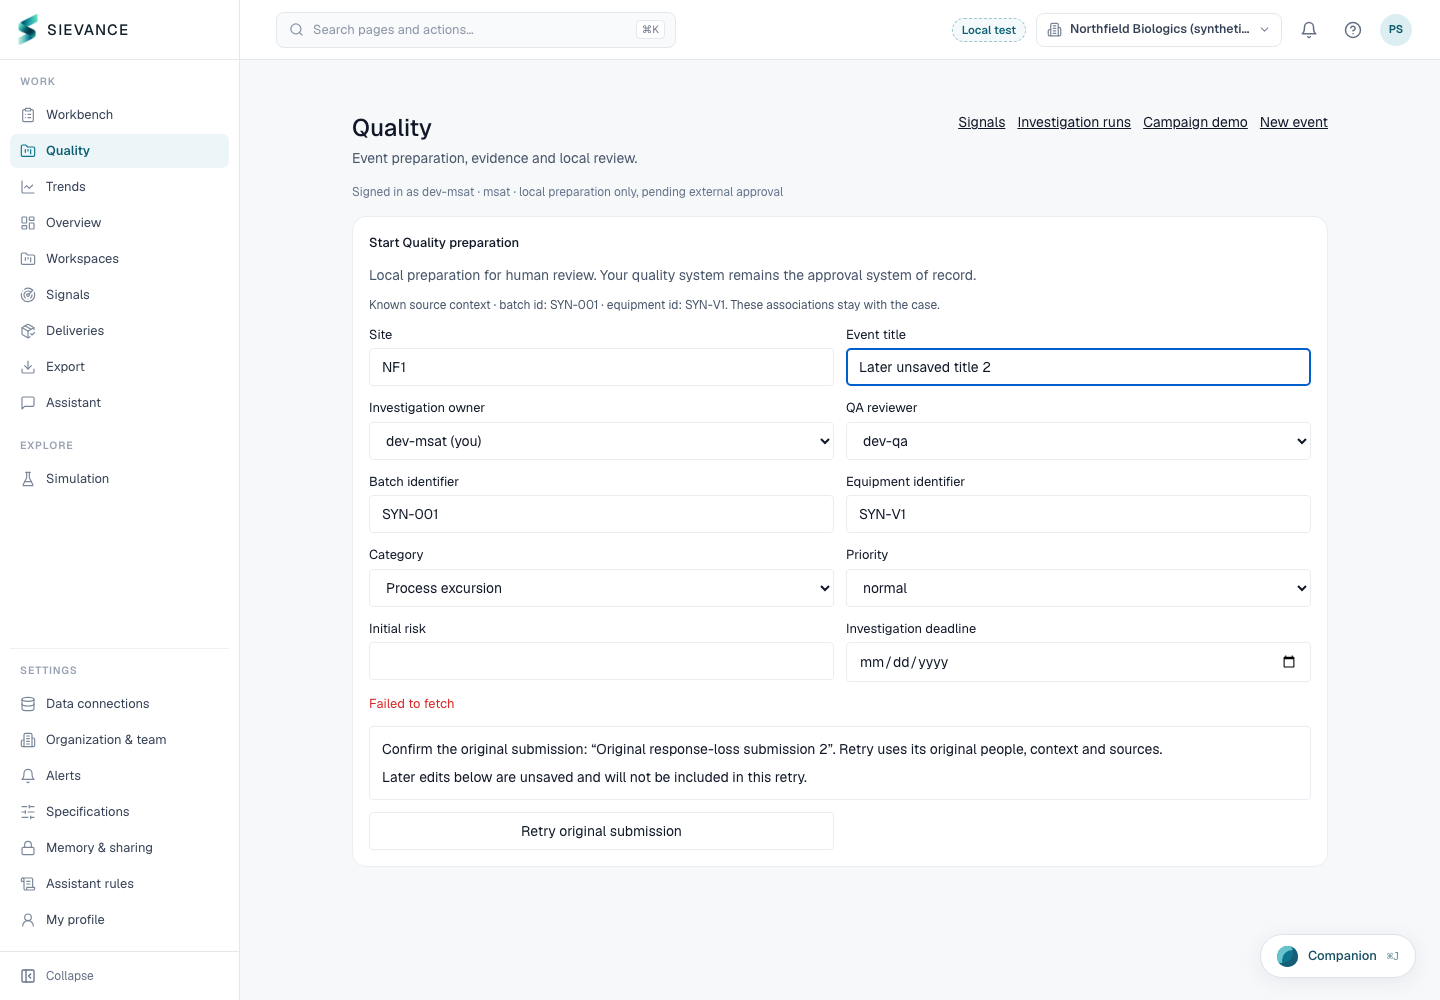 SIEVANCE
Search pages and actions...
⌘K
Local test
Northfield Biologics (syntheti...
PS
WORK
Workbench
Quality
Trends
Overview
Workspaces
Signals
Deliveries
Export
Assistant
EXPLORE
Simulation
SETTINGS
Data connections
Organization & team
Alerts
Specifications
Memory & sharing
Assistant rules
My profile
Collapse
Quality
Signals Investigation runs Campaign demo New event
Event preparation, evidence and local review.
Signed in as dev-msat · msat · local preparation only, pending external approval
Start Quality preparation
Local preparation for human review. Your quality system remains the approval system of record.
Known source context · batch id: SYN-001 · equipment id: SYN-V1. These associations stay with the case.
Site
NF1
Event title
Later unsaved title 2
Investigation owner
dev-msat (you)
QA reviewer
dev-qa
Batch identifier
SYN-001
Equipment identifier
SYN-V1
Category
Process excursion
Priority
normal
Initial risk
Investigation deadline
mm/dd/yyyy
Failed to fetch
Confirm the original submission: “Original response-loss submission 2”. Retry uses its original people, context and sources.
Later edits below are unsaved and will not be included in this retry.
Retry original submission
Companion ⌘J